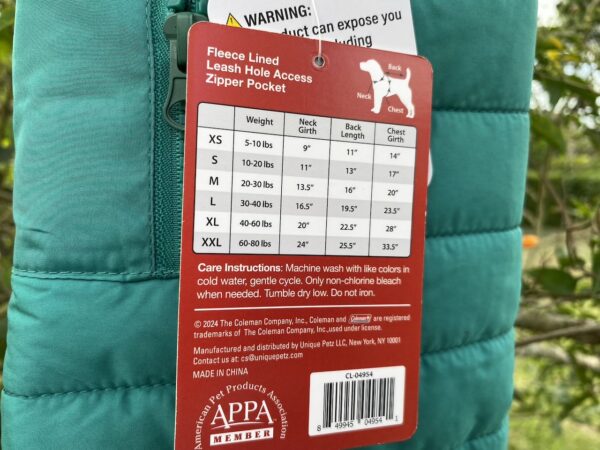 WARNING:
duct can expose you
luding
Fleece Lined
Leash Hole Access
Zipper Pocket
Back
Neck
Chest
Weight Neck Girth Back Length Chest Girth
XS 5-10 lbs 9" 11" 14"
S 10-20 lbs 11" 13" 17"
M 20-30 lbs 13.5" 16" 20"
L 30-40 lbs 16.5" 19.5" 23.5"
XL 40-60 lbs 20" 22.5" 28"
XXL 60-80 lbs 24" 25.5" 33.5"
Care Instructions: Machine wash with like colors in
cold water, gentle cycle. Only non-chlorine bleach
when needed. Tumble dry low. Do not iron.
© 2024 The Coleman Company, Inc., Coleman and Coleman® are registered
trademarks of The Coleman Company, Inc.,used under license.
Manufactured and distributed by Unique Petz LLC, New York, NY 10001
Contact us at: cs@uniquepetz.com
MADE IN CHINA
American Pet Products Association
APPA
MEMBER
CL-04954
8 49945 04954 1